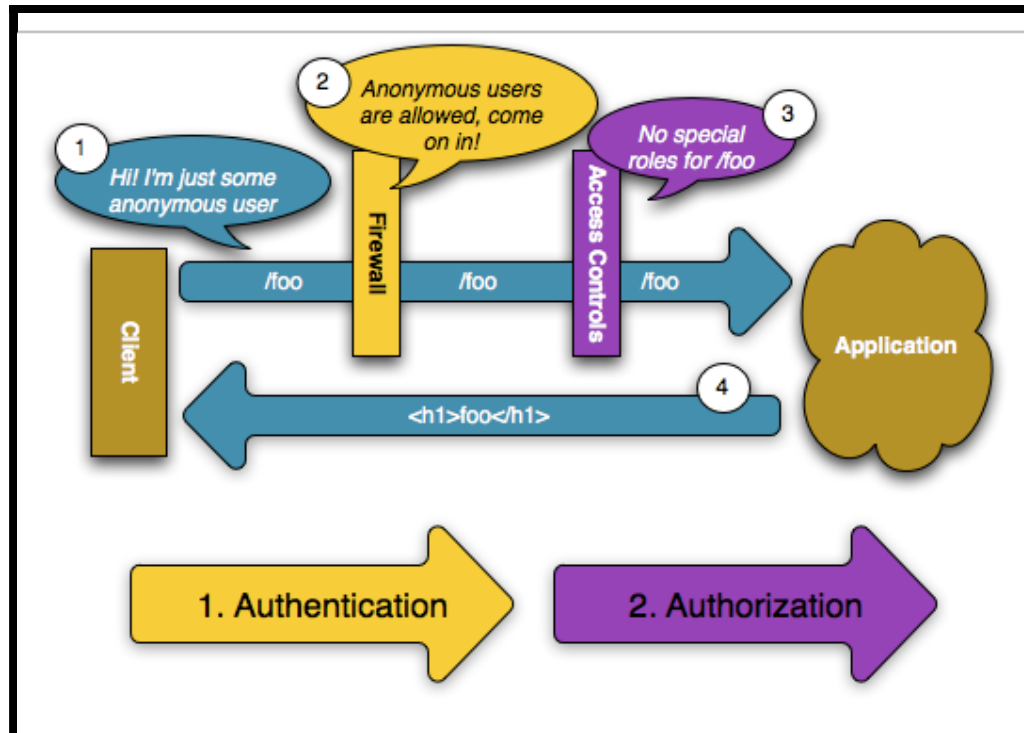 1
Hi! I'm just some
anonymous user
2
Anonymous users
are allowed, come
on in!
3
No special
roles for /foo
Client
/foo
Firewall
/foo
Access Controls
/foo
Application
4
<h1>foo</h1>
1. Authentication
2. Authorization